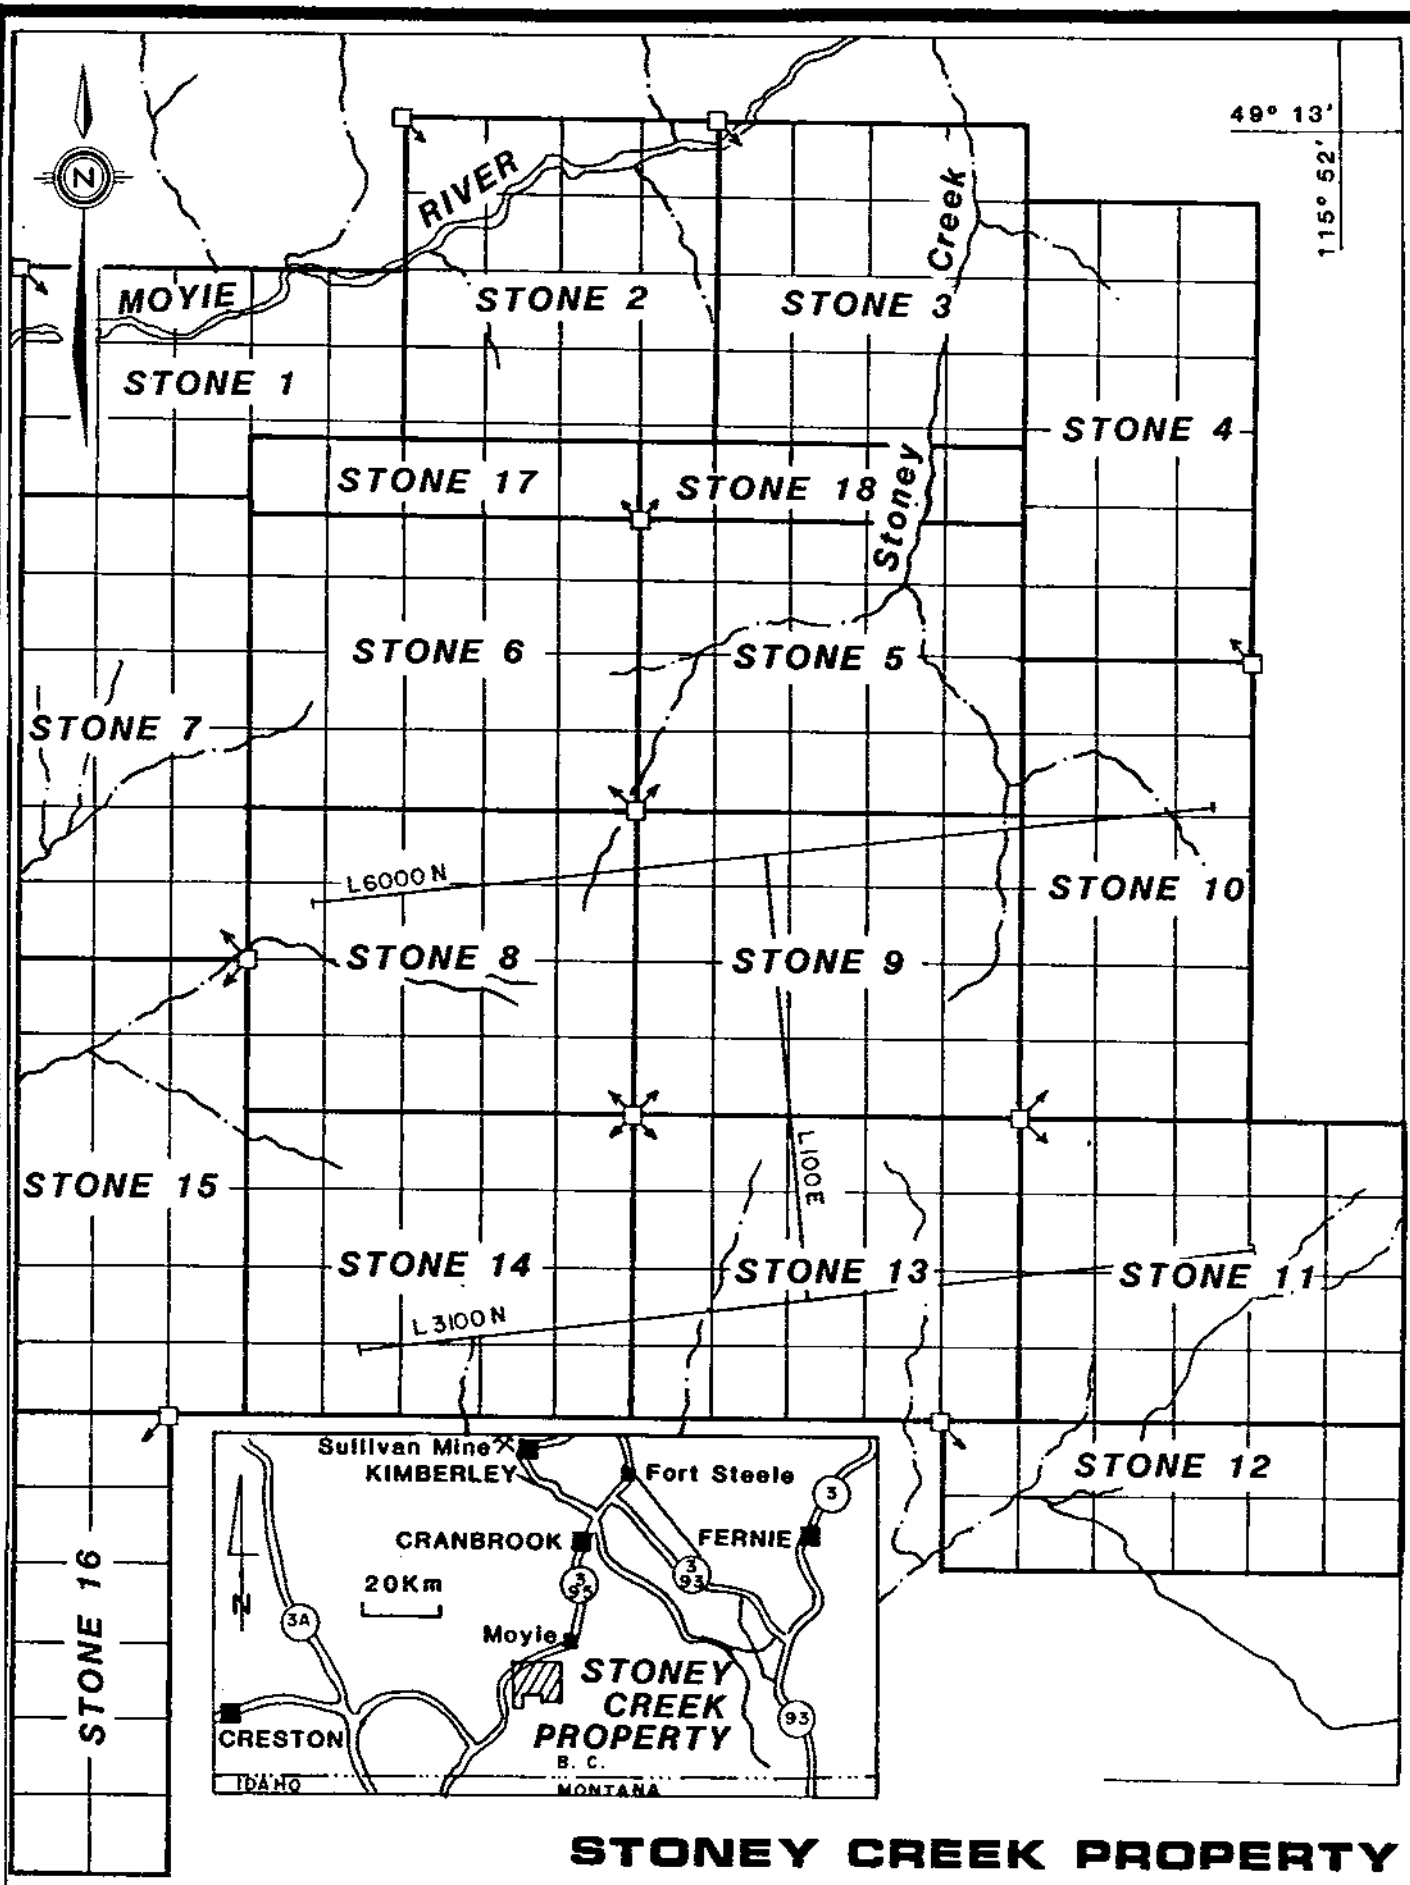 49° 13'
115° 52'
N
RIVER
Creek
MOYIE
STONE 2
STONE 3
STONE 1
STONE 4
STONE 17
STONE 18
Stoney
STONE 6
STONE 5
STONE 7
L6000N
STONE 10
STONE 8
STONE 9
L100E
STONE 15
STONE 14
STONE 13
STONE 11
L3100N
STONE 12
STONE 16
Sullivan Mine
KIMBERLEY
Fort Steele
3
CRANBROOK
FERNIE
3
93
20Km
3
95
3A
N
Moyie
STONEY
CREEK
PROPERTY
93
CRESTON
B. C.
IDAHO
MONTANA
STONEY CREEK PROPERTY